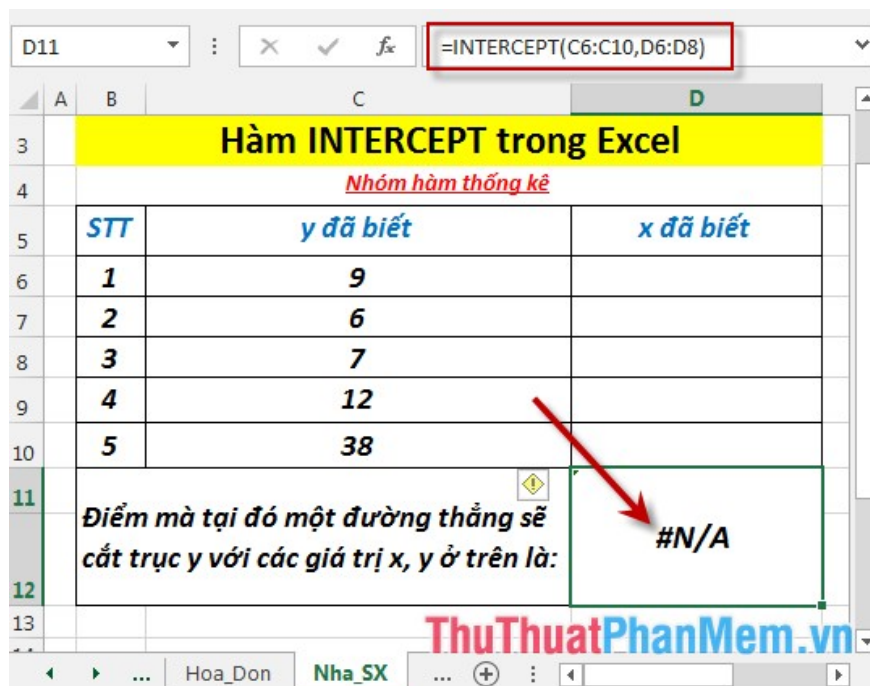 D11 fx =INTERCEPT(C6:C10,D6:D8)
A B C D
3 Hàm INTERCEPT trong Excel
4 Nhóm hàm thống kê
5 STT y đã biết x đã biết
6 1 9
7 2 6
8 3 7
9 4 12
10 5 38
11 Điểm mà tại đó một đường thẳng sẽ
#N/A
12 cắt trục y với các giá trị x, y ở trên là:
13 ThuThuatPhanMem.vn
... Hoa_Don Nha_SX ...